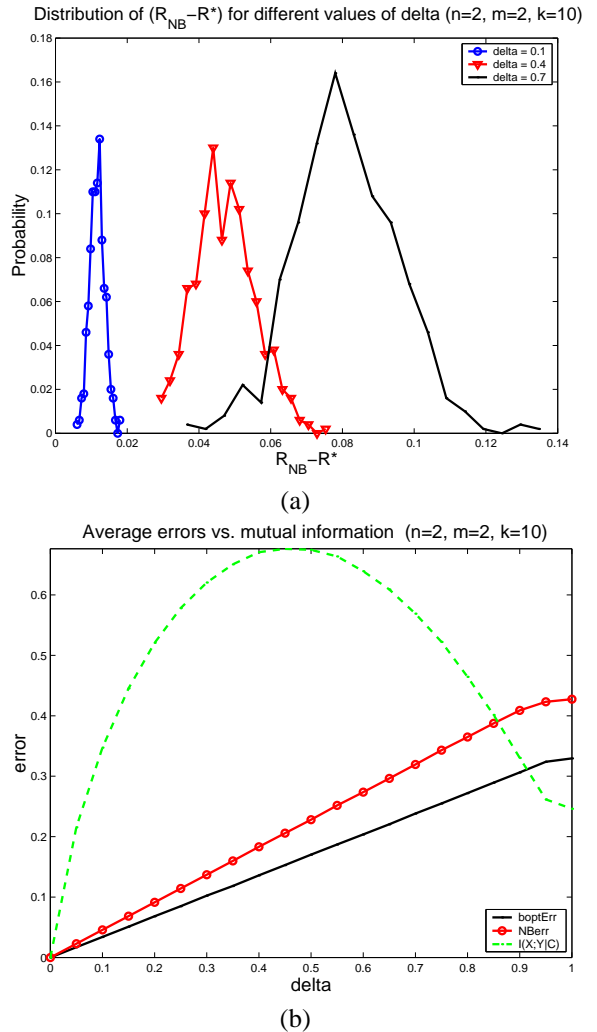 Distribution of (R_NB−R*) for different values of delta (n=2, m=2, k=10)
0.18
0.16
0.14
0.12
0.1
0.08
0.06
0.04
0.02
0
Probability
delta = 0.1
delta = 0.4
delta = 0.7
0 0.02 0.04 0.06 0.08 0.1 0.12 0.14
R_NB−R*
(a)
Average errors vs. mutual information (n=2, m=2, k=10)
0.6
0.5
0.4
0.3
0.2
0.1
0
error
boptErr
NBerr
I(X;Y|C)
0 0.1 0.2 0.3 0.4 0.5 0.6 0.7 0.8 0.9 1
delta
(b)